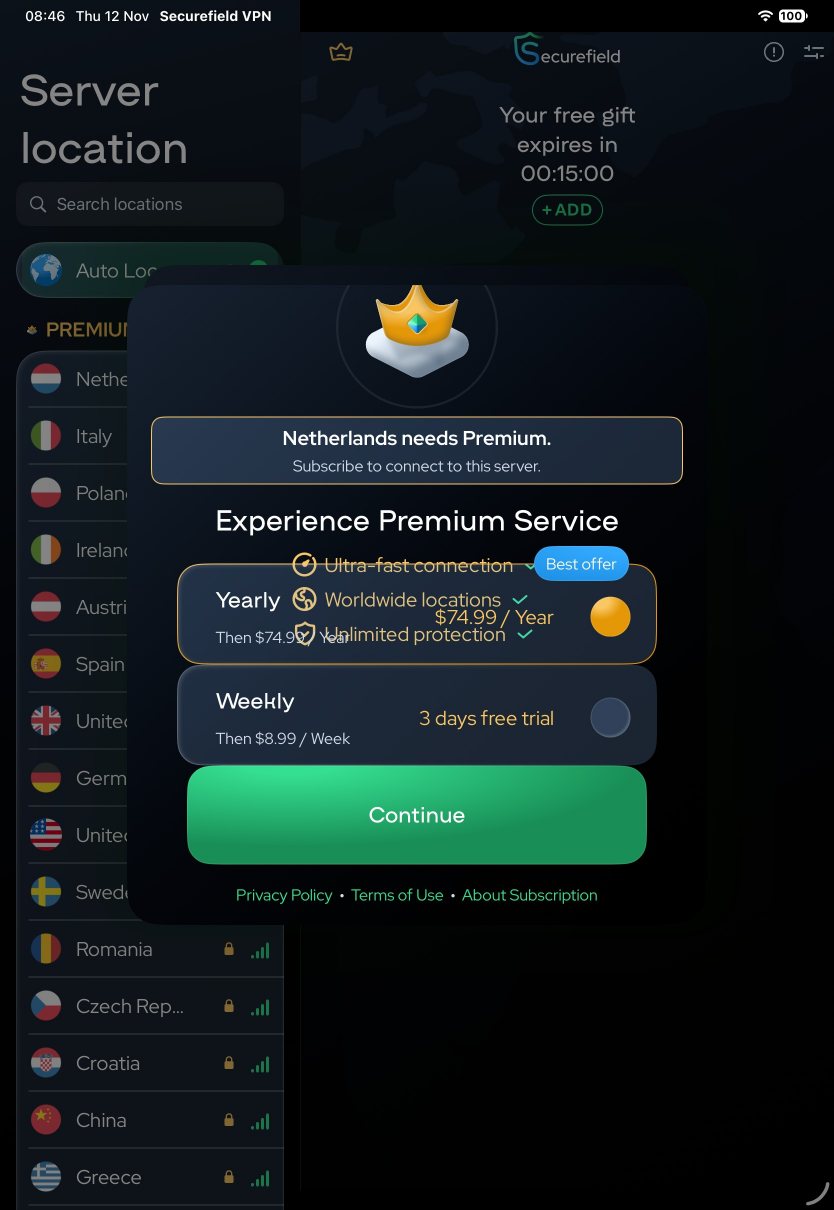 08:46 Thu 12 Nov Securefield VPN
100
Server
location
Search locations
Auto Loc
PREMIUM
Nethe
Italy
Polan
Ireland
Austri
Spain
United
Germ
United
Swede
Romania
Czech Rep...
Croatia
China
Greece
Securefield
Your free gift
expires in
00:15:00
+ ADD
Netherlands needs Premium.
Subscribe to connect to this server.
Experience Premium Service
Ultra-fast connection
Best offer
Worldwide locations
Unlimited protection
Yearly
$74.99 / Year
Then $74.99 / Year
Weekly
3 days free trial
Then $8.99 / Week
Continue
Privacy Policy • Terms of Use • About Subscription